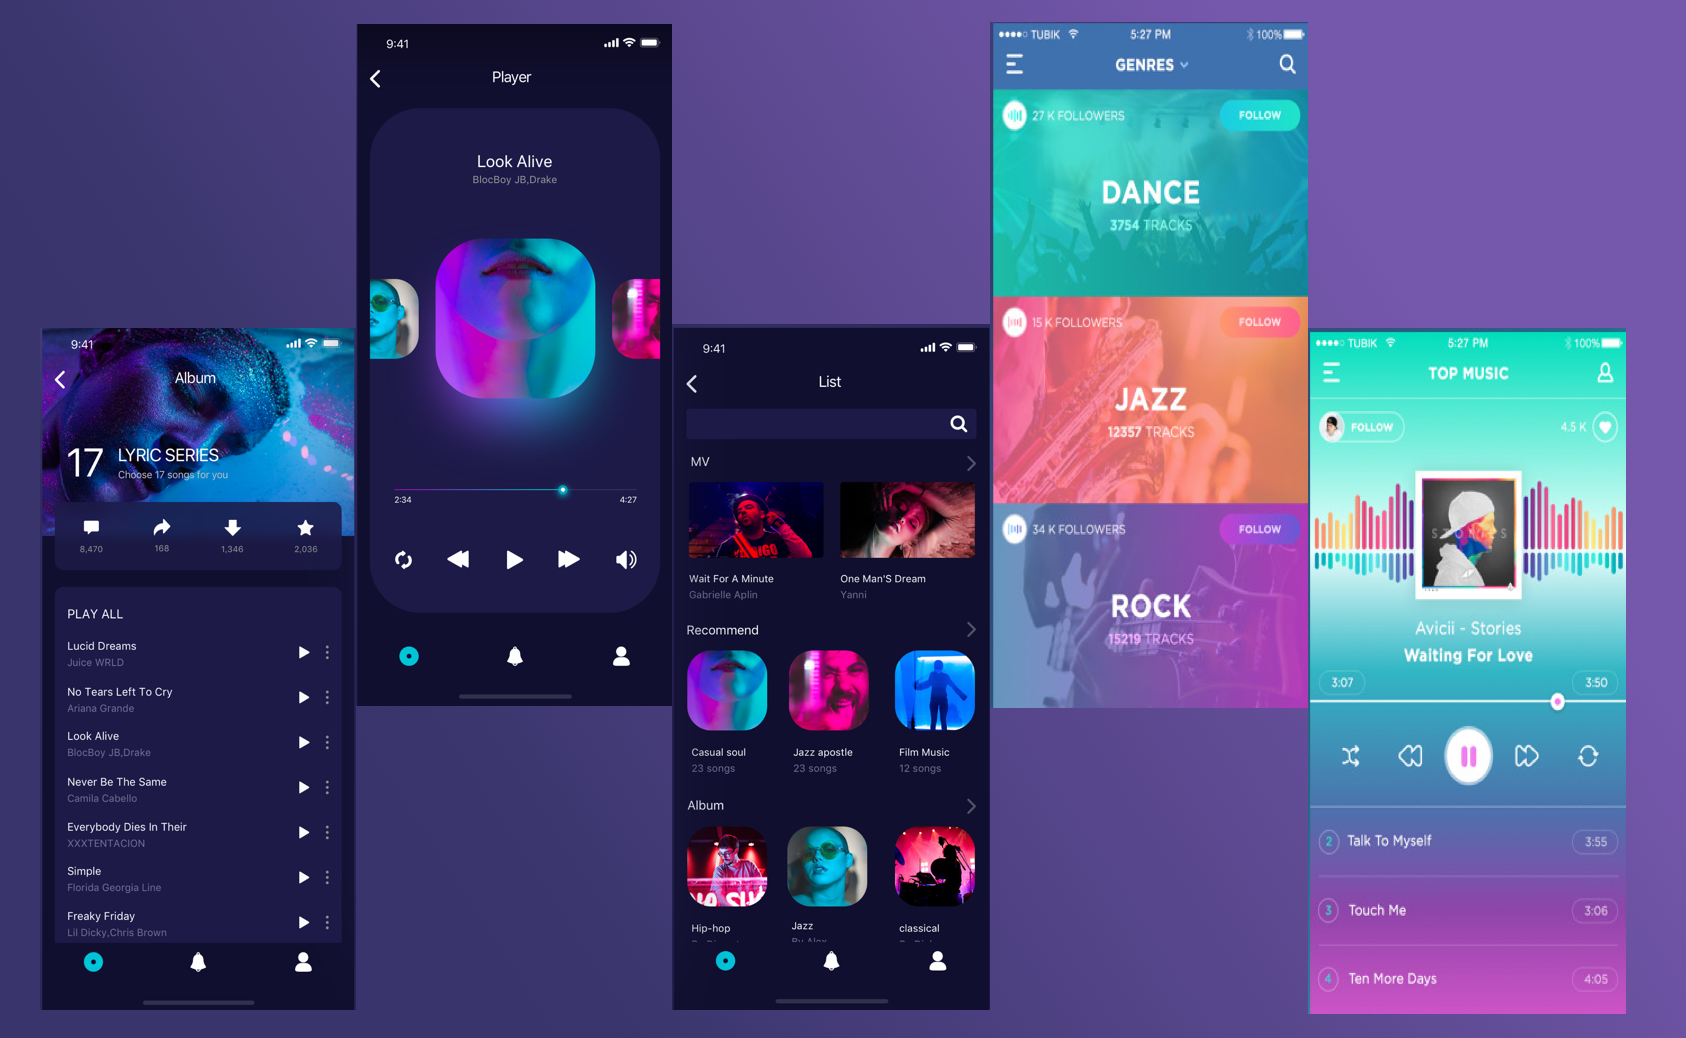 9:41
Album
17
LYRIC SERIES
Choose 17 songs for you
8,470
168
1,346
2,036
PLAY ALL
Lucid Dreams
Juice WRLD
No Tears Left To Cry
Ariana Grande
Look Alive
BlocBoy JB,Drake
Never Be The Same
Camila Cabello
Everybody Dies In Their
XXXTENTACION
Simple
Florida Georgia Line
Freaky Friday
Lil Dicky,Chris Brown
9:41
Player
Look Alive
BlocBoy JB,Drake
2:34
4:27
9:41
List
MV
Wait For A Minute
Gabrielle Aplin
One Man'S Dream
Yanni
Recommend
Casual soul
23 songs
Jazz apostle
23 songs
Film Music
12 songs
Album
Hip-hop
Jazz
By Alex
classical
TUBIK
5:27 PM
100%
GENRES
27 K FOLLOWERS
FOLLOW
DANCE
3754 TRACKS
15 K FOLLOWERS
FOLLOW
JAZZ
12357 TRACKS
34 K FOLLOWERS
FOLLOW
ROCK
15219 TRACKS
TUBIK
5:27 PM
100%
TOP MUSIC
FOLLOW
4.5 K
STORIES
Avicii - Stories
Waiting For Love
3:07
3:50
2 Talk To Myself 3:55
3 Touch Me 3:06
4 Ten More Days 4:05